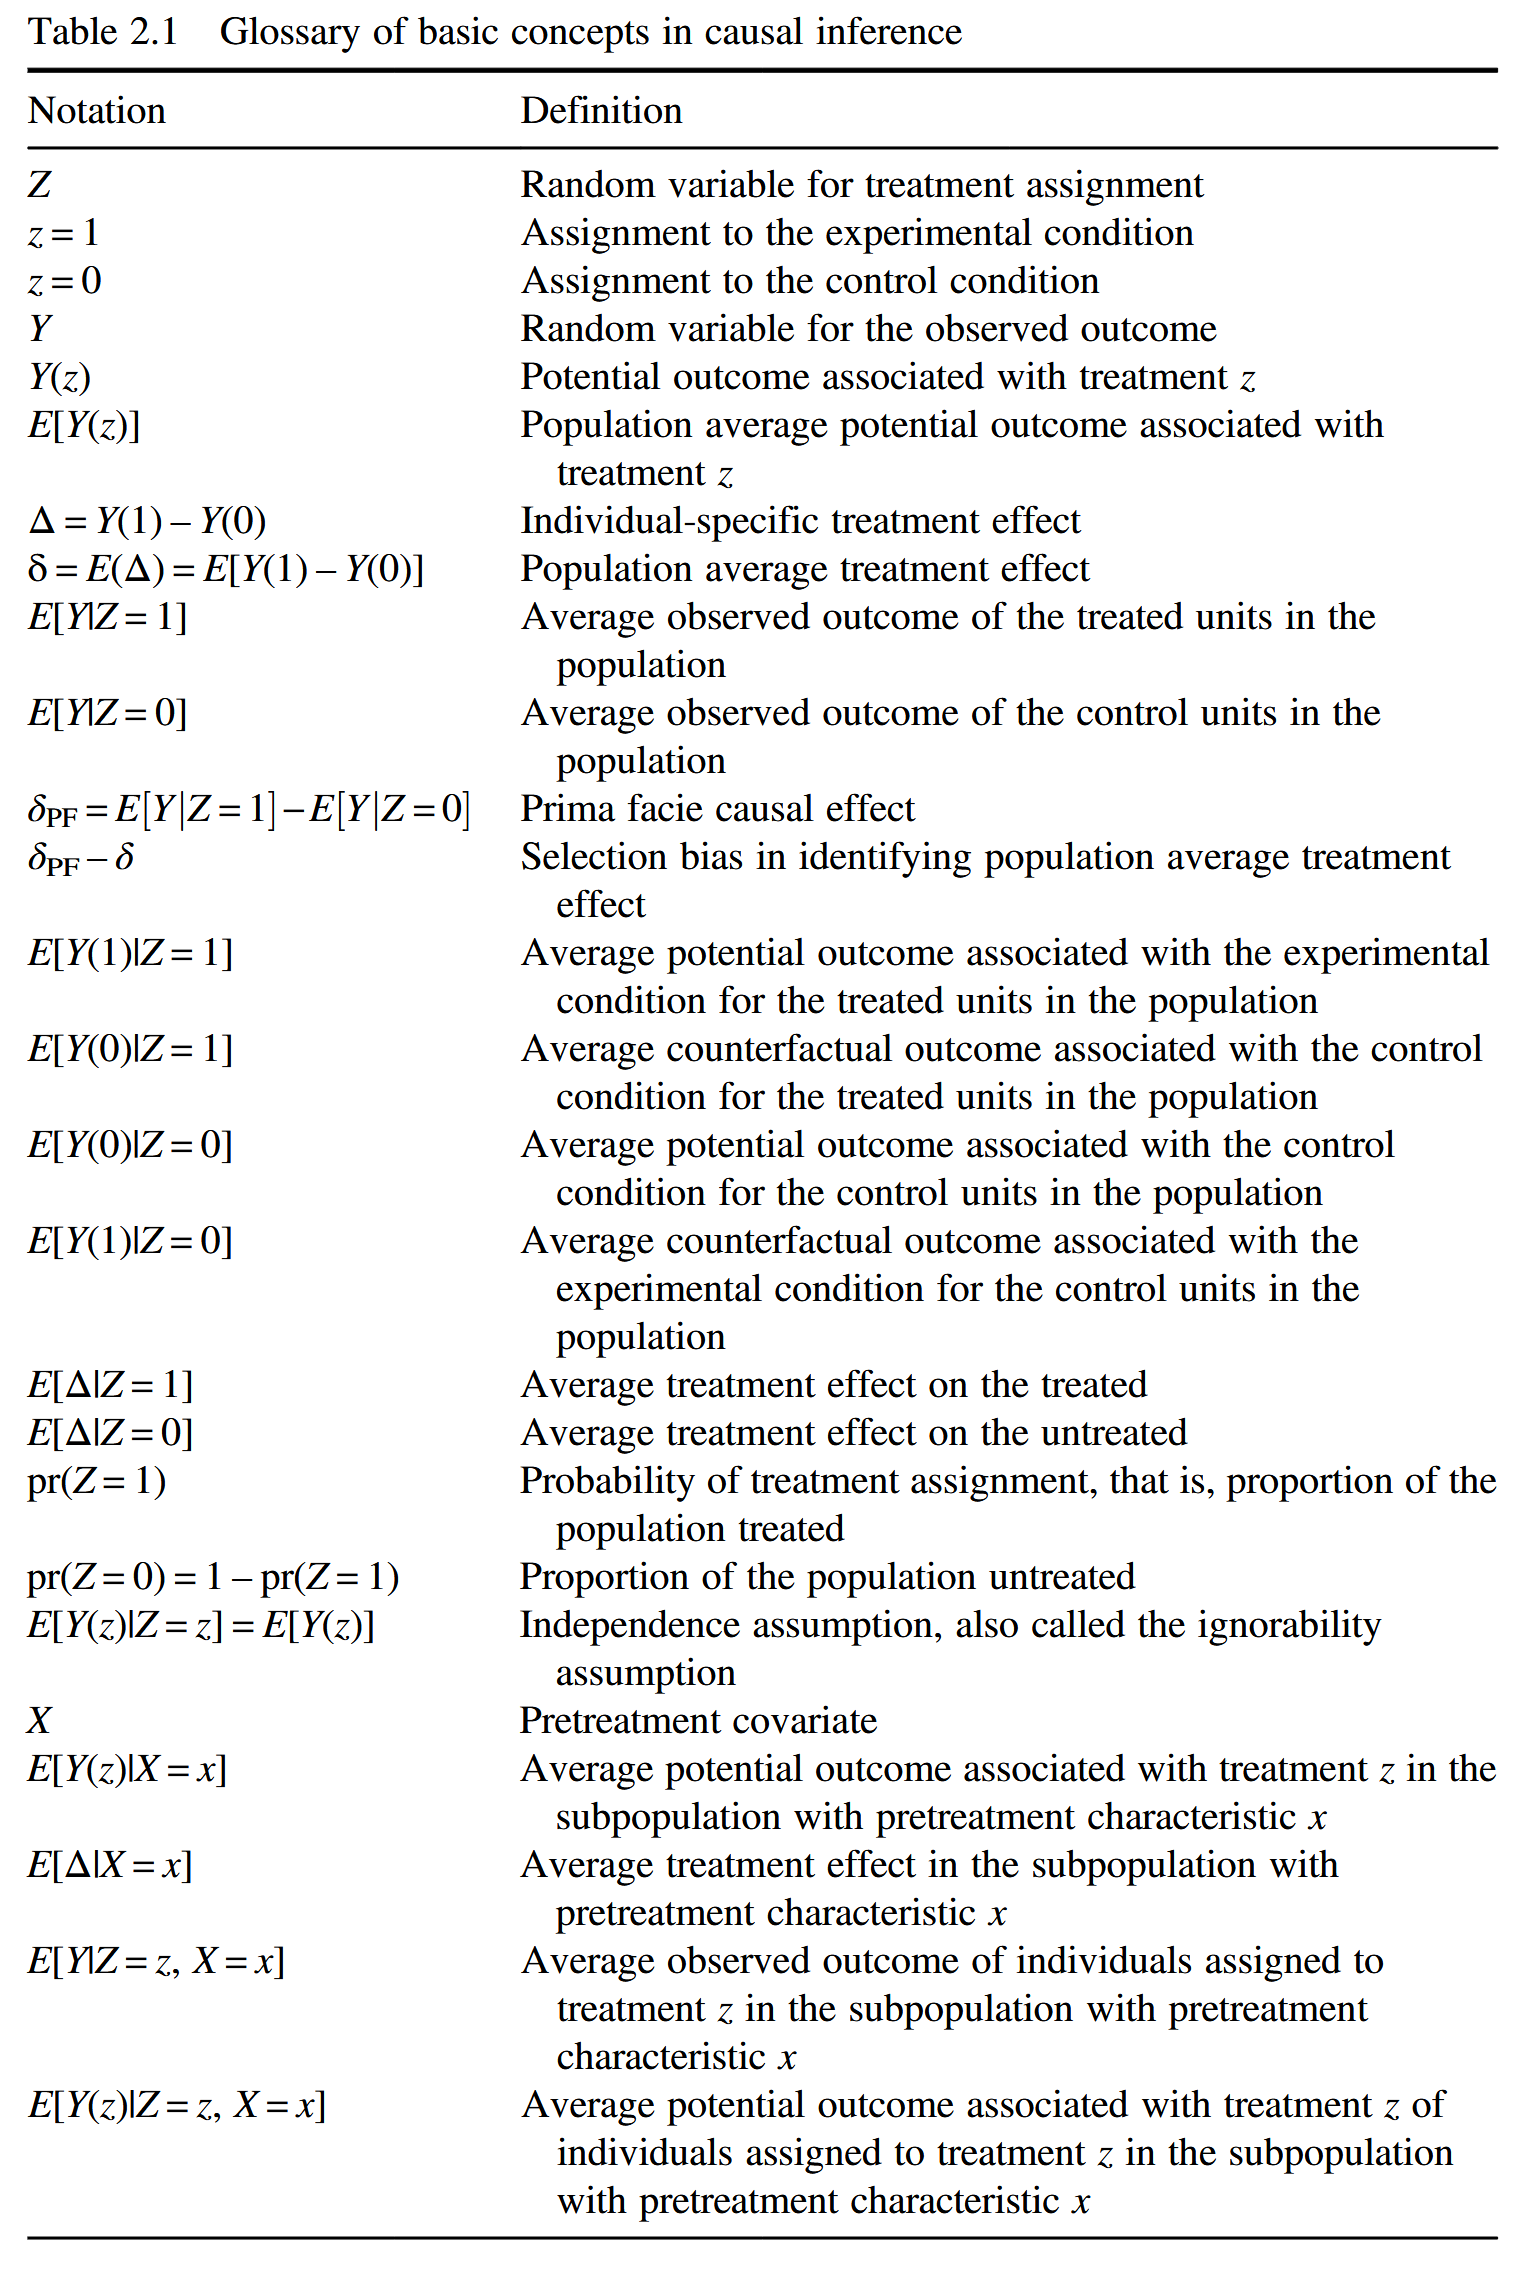 Table 2.1 Glossary of basic concepts in causal inference
Notation Definition
Z Random variable for treatment assignment
z = 1 Assignment to the experimental condition
z = 0 Assignment to the control condition
Y Random variable for the observed outcome
Y(z) Potential outcome associated with treatment z
E[Y(z)] Population average potential outcome associated with
treatment z
Δ = Y(1) – Y(0) Individual-specific treatment effect
δ = E(Δ) = E[Y(1) – Y(0)] Population average treatment effect
E[Y|Z = 1] Average observed outcome of the treated units in the
population
E[Y|Z = 0] Average observed outcome of the control units in the
population
δPF = E[Y|Z = 1] – E[Y|Z = 0] Prima facie causal effect
δPF – δ Selection bias in identifying population average treatment
effect
E[Y(1)|Z = 1] Average potential outcome associated with the experimental
condition for the treated units in the population
E[Y(0)|Z = 1] Average counterfactual outcome associated with the control
condition for the treated units in the population
E[Y(0)|Z = 0] Average potential outcome associated with the control
condition for the control units in the population
E[Y(1)|Z = 0] Average counterfactual outcome associated with the
experimental condition for the control units in the
population
E[Δ|Z = 1] Average treatment effect on the treated
E[Δ|Z = 0] Average treatment effect on the untreated
pr(Z = 1) Probability of treatment assignment, that is, proportion of the
population treated
pr(Z = 0) = 1 – pr(Z = 1) Proportion of the population untreated
E[Y(z)|Z = z] = E[Y(z)] Independence assumption, also called the ignorability
assumption
X Pretreatment covariate
E[Y(z)|X = x] Average potential outcome associated with treatment z in the
subpopulation with pretreatment characteristic x
E[Δ|X = x] Average treatment effect in the subpopulation with
pretreatment characteristic x
E[Y|Z = z, X = x] Average observed outcome of individuals assigned to
treatment z in the subpopulation with pretreatment
characteristic x
E[Y(z)|Z = z, X = x] Average potential outcome associated with treatment z of
individuals assigned to treatment z in the subpopulation
with pretreatment characteristic x